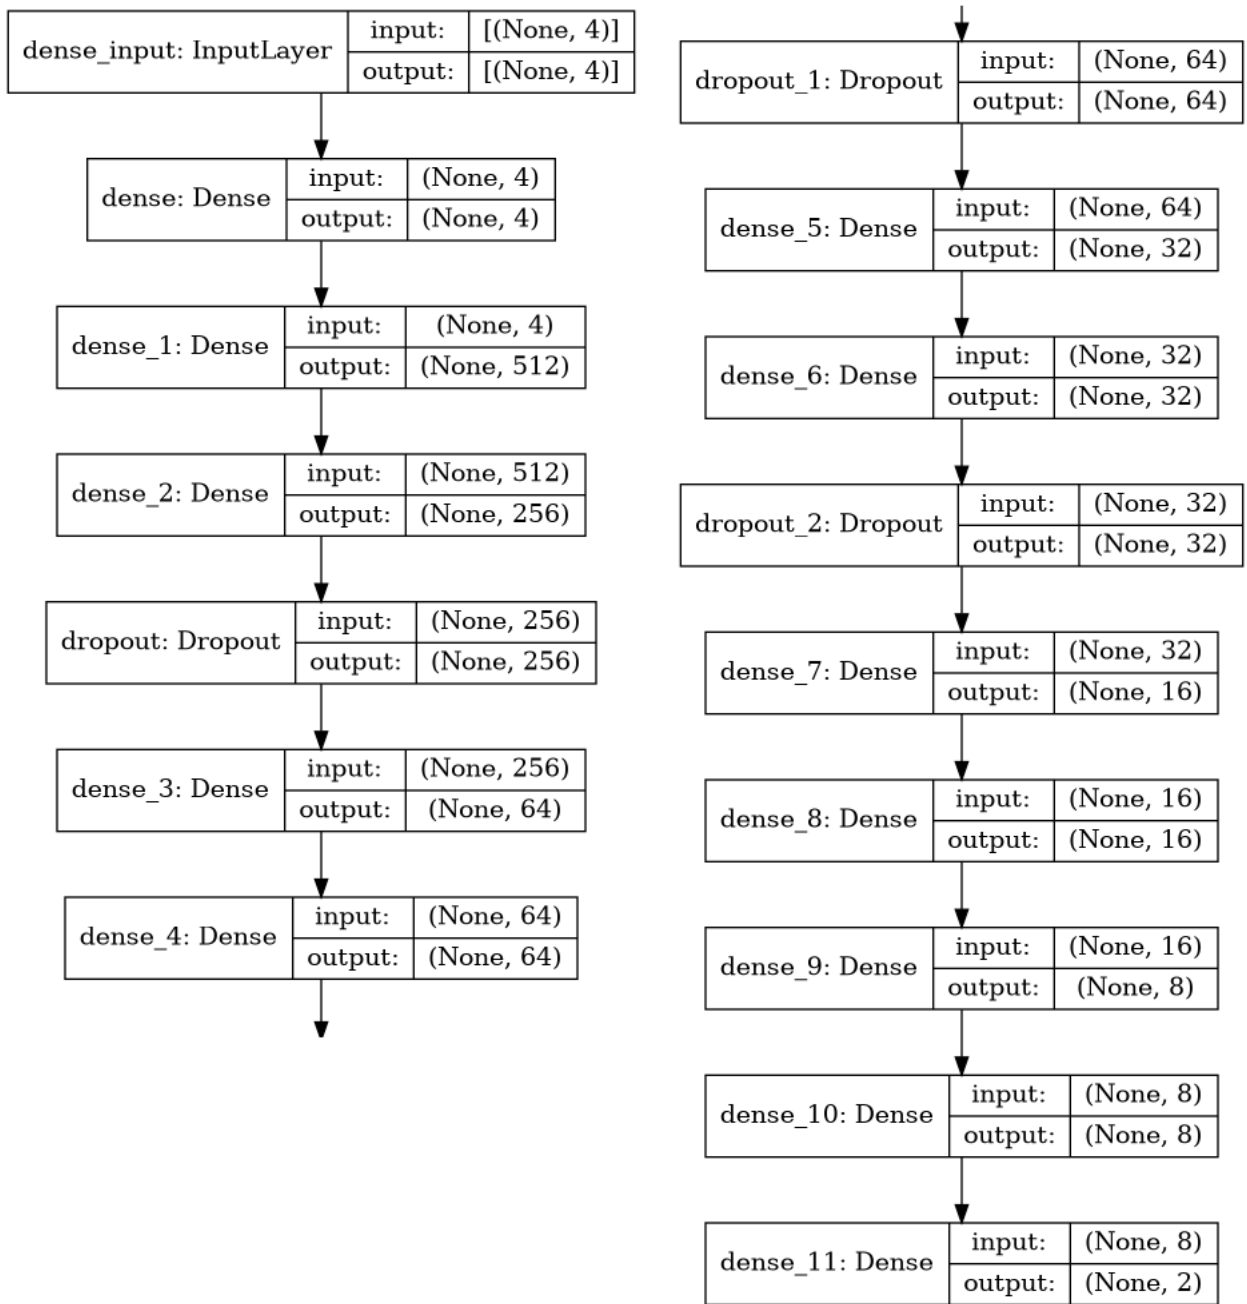 dense_input: InputLayer
input: [(None, 4)]
output: [(None, 4)]
dense: Dense
input: (None, 4)
output: (None, 4)
dense_1: Dense
input: (None, 4)
output: (None, 512)
dense_2: Dense
input: (None, 512)
output: (None, 256)
dropout: Dropout
input: (None, 256)
output: (None, 256)
dense_3: Dense
input: (None, 256)
output: (None, 64)
dense_4: Dense
input: (None, 64)
output: (None, 64)
dropout_1: Dropout
input: (None, 64)
output: (None, 64)
dense_5: Dense
input: (None, 64)
output: (None, 32)
dense_6: Dense
input: (None, 32)
output: (None, 32)
dropout_2: Dropout
input: (None, 32)
output: (None, 32)
dense_7: Dense
input: (None, 32)
output: (None, 16)
dense_8: Dense
input: (None, 16)
output: (None, 16)
dense_9: Dense
input: (None, 16)
output: (None, 8)
dense_10: Dense
input: (None, 8)
output: (None, 8)
dense_11: Dense
input: (None, 8)
output: (None, 2)